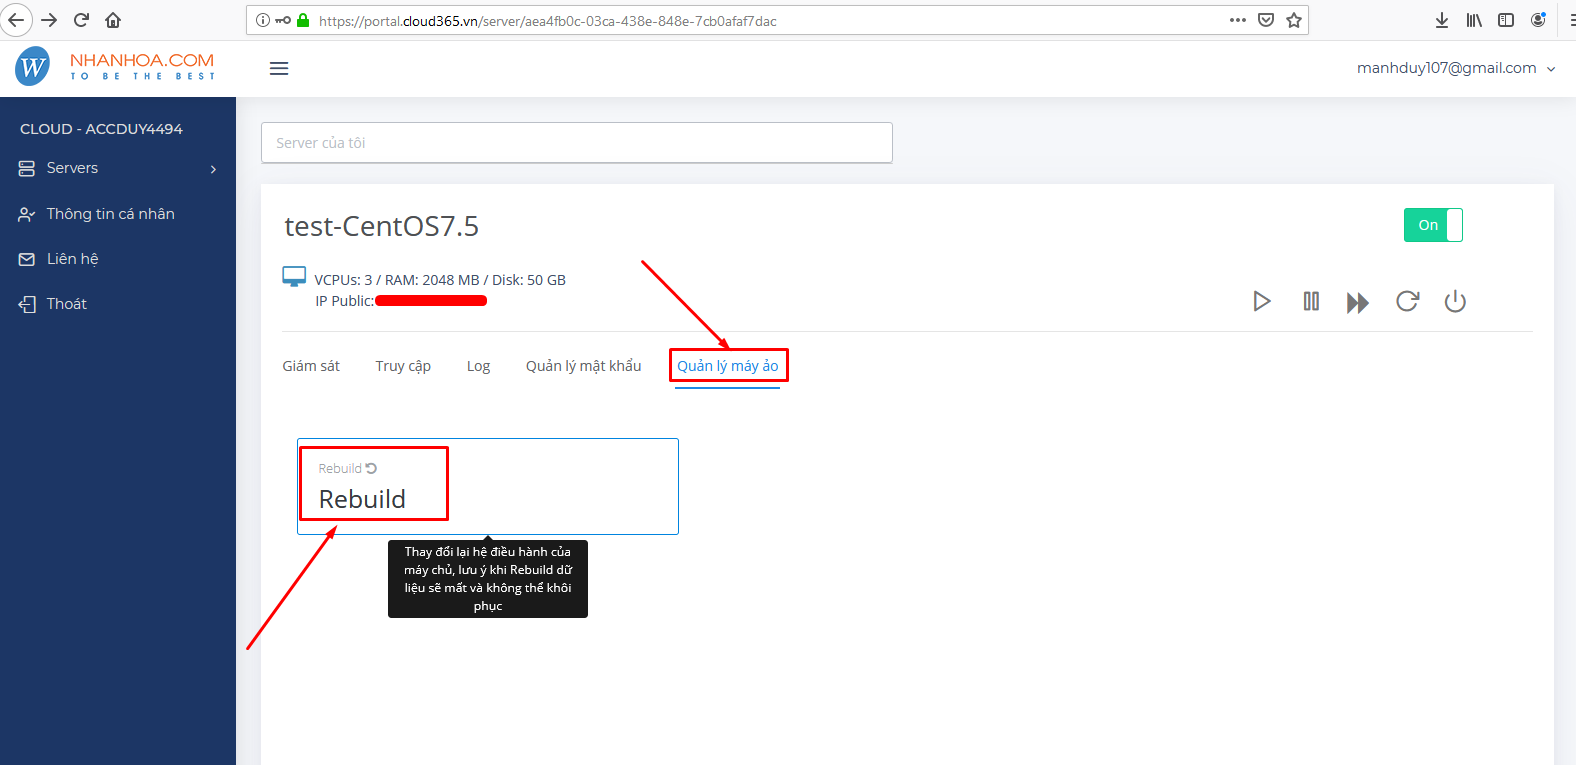 https://portal.cloud365.vn/server/aea4fb0c-03ca-438e-848e-7cb0afaf7dac
W NHANHOA.COM
TO BE THE BEST
manhduy107@gmail.com
CLOUD - ACCDUY4494
Servers
Thông tin cá nhân
Liên hệ
Thoát
Server của tôi
test-CentOS7.5
On
VCPUs: 3 / RAM: 2048 MB / Disk: 50 GB
IP Public:
Giám sát Truy cập Log Quản lý mật khẩu Quản lý máy ảo
Rebuild
Rebuild
Thay đổi lại hệ điều hành của
máy chủ, lưu ý khi Rebuild dữ
liệu sẽ mất và không thể khôi
phục